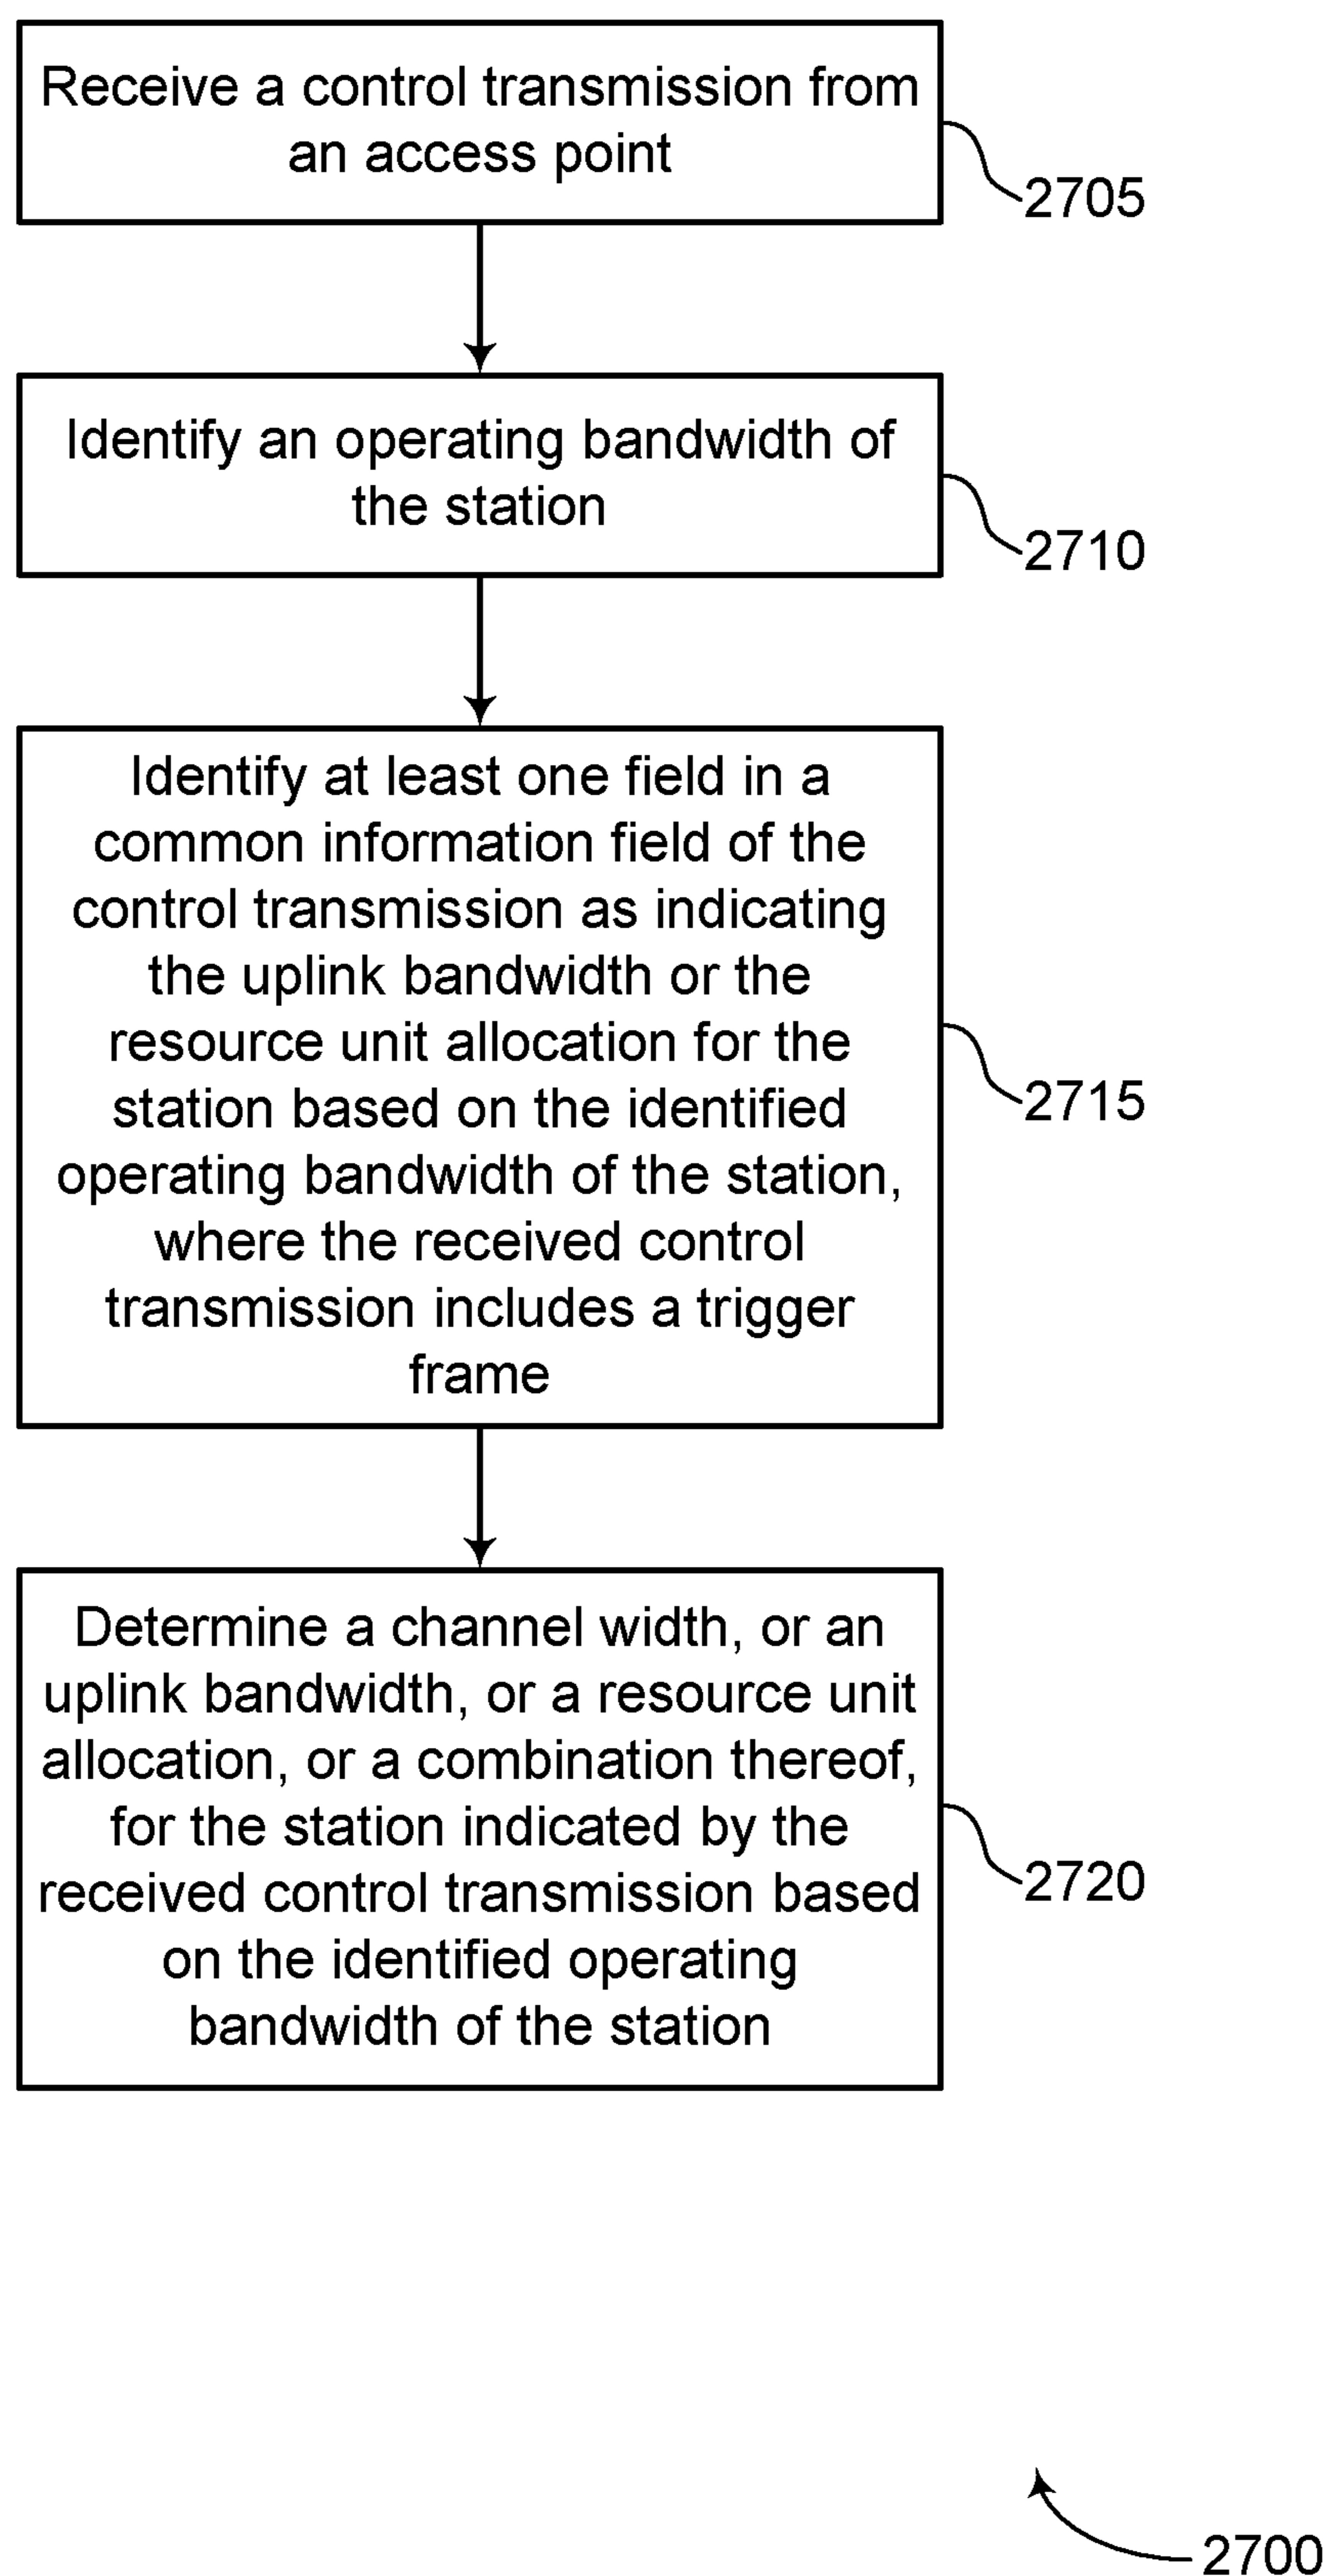 Receive a control transmission from
an access point
2705
Identify an operating bandwidth of
the station
2710
Identify at least one field in a
common information field of the
control transmission as indicating
the uplink bandwidth or the
resource unit allocation for the
station based on the identified
operating bandwidth of the station,
where the received control
transmission includes a trigger
frame
2715
Determine a channel width, or an
uplink bandwidth, or a resource unit
allocation, or a combination thereof,
for the station indicated by the
received control transmission based
on the identified operating
bandwidth of the station
2720
2700